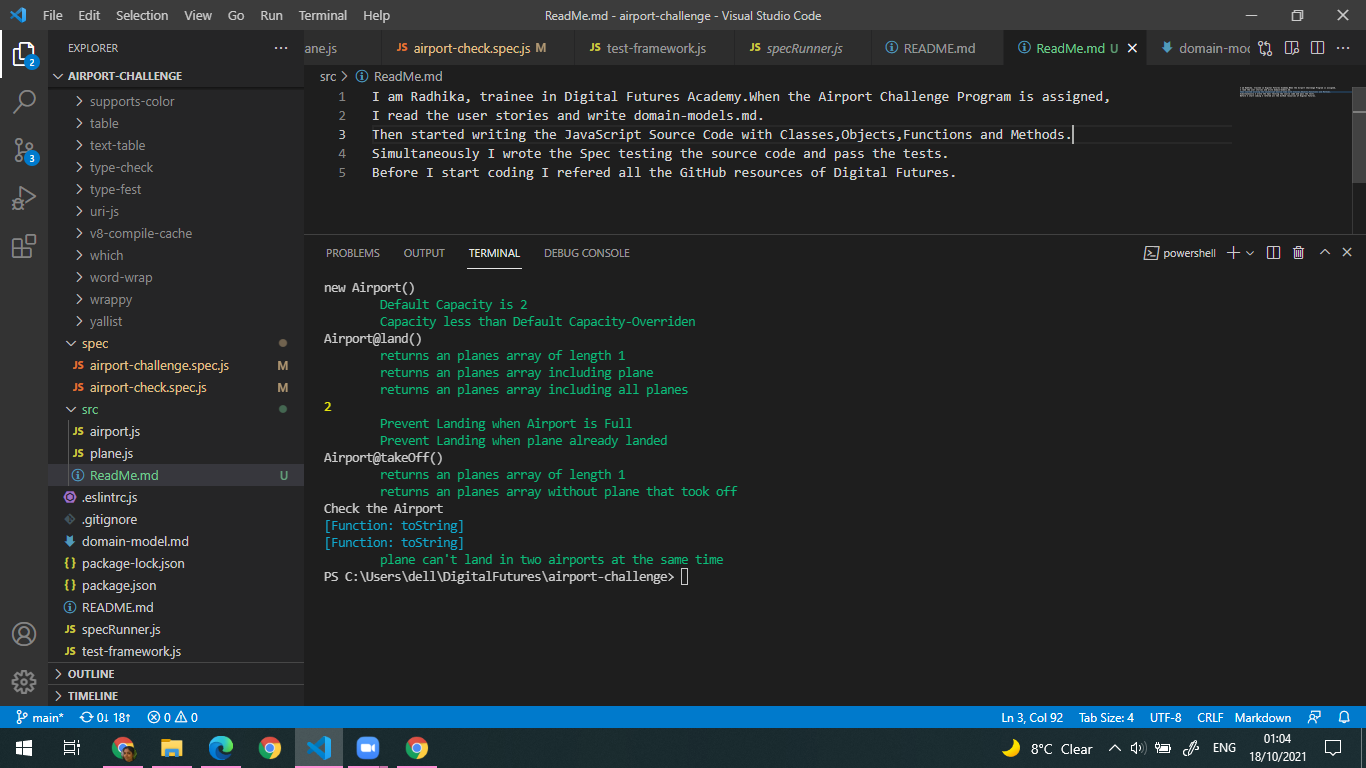 File Edit Selection View Go Run Terminal Help ReadMe.md - airport-challenge - Visual Studio Code
EXPLORER
ane.js JS airport-check.spec.js M JS test-framework.js JS specRunner.js README.md ReadMe.md U domain-mod
AIRPORT-CHALLENGE
supports-color
table
text-table
type-check
type-fest
uri-js
v8-compile-cache
which
word-wrap
wrappy
yallist
spec
JS airport-challenge.spec.js M
JS airport-check.spec.js M
src
JS airport.js
JS plane.js
ReadMe.md U
.eslintrc.js
.gitignore
domain-model.md
{} package-lock.json
{} package.json
README.md
JS specRunner.js
JS test-framework.js
OUTLINE
TIMELINE
2
3
src > ReadMe.md
1 I am Radhika, trainee in Digital Futures Academy.When the Airport Challenge Program is assigned,
2 I read the user stories and write domain-models.md.
3 Then started writing the JavaScript Source Code with Classes,Objects,Functions and Methods.
4 Simultaneously I wrote the Spec testing the source code and pass the tests.
5 Before I start coding I refered all the GitHub resources of Digital Futures.
PROBLEMS OUTPUT TERMINAL DEBUG CONSOLE powershell
new Airport()
Default Capacity is 2
Capacity less than Default Capacity-Overriden
Airport@land()
returns an planes array of length 1
returns an planes array including plane
returns an planes array including all planes
2
Prevent Landing when Airport is Full
Prevent Landing when plane already landed
Airport@takeOff()
returns an planes array of length 1
returns an planes array without plane that took off
Check the Airport
[Function: toString]
[Function: toString]
plane can't land in two airports at the same time
PS C:\Users\dell\DigitalFutures\airport-challenge>
main* 0↓ 18↑ 0 0 Ln 3, Col 92 Tab Size: 4 UTF-8 CRLF Markdown
8°C Clear ENG 01:04
18/10/2021